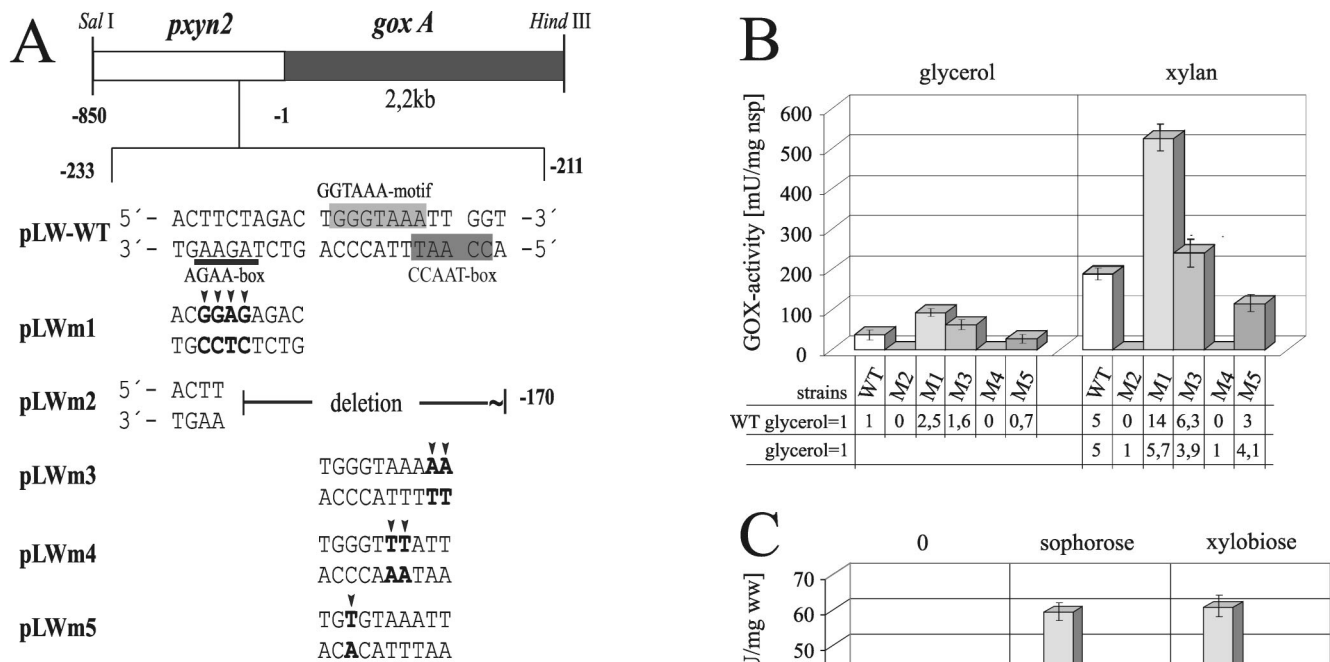 A
Sal I pxyn2 gox A Hind III
2,2kb
-850 -1
-233 -211
GGTAAA-motif
pLW-WT 5´- ACTTCTAGAC TGGGTAAATT GGT -3´
3´- TGAAGATCTG ACCCATTTAA CCA -5´
AGAA-box CCAAT-box
pLWm1 ACGGAGAGAC
TGCCTCTCTG
pLWm2 5´- ACTT deletion ~ -170
3´- TGAA
pLWm3 TGGGTAAAAA
ACCCATTTTT
pLWm4 TGGGTTTATT
ACCCAAATAA
pLWm5 TGTGTAAATT
ACACATTTAA
B
glycerol xylan
GOX-activity [mU/mg nsp]
600
500
400
300
200
100
0
strains WT M2 M1 M3 M4 M5 WT M2 M1 M3 M4 M5
WT glycerol=1 1 0 2,5 1,6 0 0,7 5 0 14 6,3 0 3
glycerol=1 5 1 5,7 3,9 1 4,1
C
0 sophorose xylobiose
U/mg ww]
70
60
50